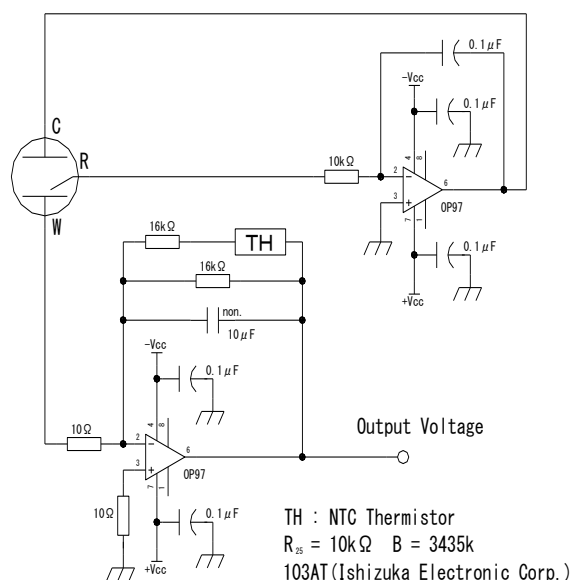 0.1μF
-Vcc
0.1μF
C
R
10kΩ
4
8
2
6
3
OP97
7
1
W
0.1μF
16kΩ
TH
+Vcc
16kΩ
non.
10μF
-Vcc
0.1μF
Output Voltage
4
8
10Ω
2
6
3
OP97
7
1
10Ω
0.1μF
+Vcc
TH : NTC Thermistor
R25 = 10kΩ B = 3435k
103AT(Ishizuka Electronic Corp.)